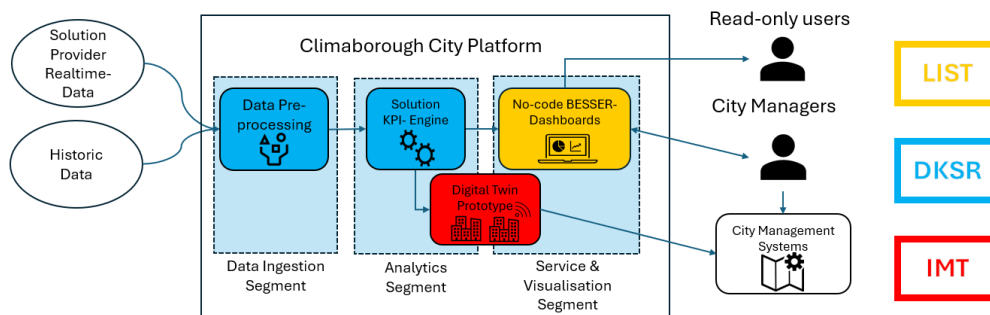 Solution
Provider
Realtime-
Data
Historic
Data
Climaborough City Platform
Data Pre-
processing
Solution
KPI- Engine
No-code BESSER-
Dashboards
Digital Twin
Prototype
Data Ingestion
Segment
Analytics
Segment
Service &
Visualisation
Segment
Read-only users
City Managers
City Management
Systems
LIST
DKSR
IMT